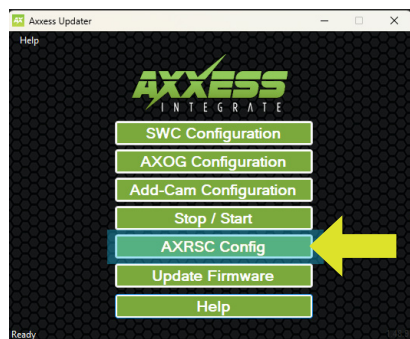 AX Axxess Updater
Help
AXXESS
INTEGRATE
SWC Configuration
AXOG Configuration
Add-Cam Configuration
Stop / Start
AXRSC Config
Update Firmware
Help
Ready